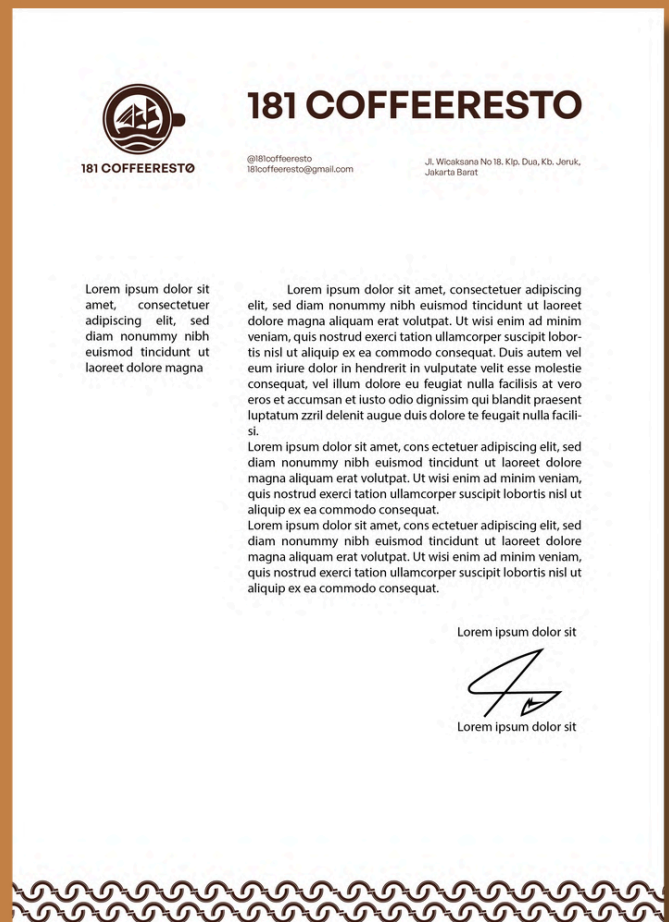 181 COFFEERESTO
181 COFFEERESTØ
@181coffeeresto
181coffeeresto@gmail.com
Jl. Wicaksana No 18. Klp. Dua, Kb. Jeruk,
Jakarta Barat
Lorem ipsum dolor sit
amet, consectetuer
adipiscing elit, sed
diam nonummy nibh
euismod tincidunt ut
laoreet dolore magna
Lorem ipsum dolor sit amet, consectetuer adipiscing
elit, sed diam nonummy nibh euismod tincidunt ut laoreet
dolore magna aliquam erat volutpat. Ut wisi enim ad minim
veniam, quis nostrud exerci tation ullamcorper suscipit lobor-
tis nisl ut aliquip ex ea commodo consequat. Duis autem vel
eum iriure dolor in hendrerit in vulputate velit esse molestie
consequat, vel illum dolore eu feugiat nulla facilisis at vero
eros et accumsan et iusto odio dignissim qui blandit praesent
luptatum zzril delenit augue duis dolore te feugait nulla facili-
si.
Lorem ipsum dolor sit amet, cons ectetuer adipiscing elit, sed
diam nonummy nibh euismod tincidunt ut laoreet dolore
magna aliquam erat volutpat. Ut wisi enim ad minim veniam,
quis nostrud exerci tation ullamcorper suscipit lobortis nisl ut
aliquip ex ea commodo consequat.
Lorem ipsum dolor sit amet, cons ectetuer adipiscing elit, sed
diam nonummy nibh euismod tincidunt ut laoreet dolore
magna aliquam erat volutpat. Ut wisi enim ad minim veniam,
quis nostrud exerci tation ullamcorper suscipit lobortis nisl ut
aliquip ex ea commodo consequat.
Lorem ipsum dolor sit
Lorem ipsum dolor sit